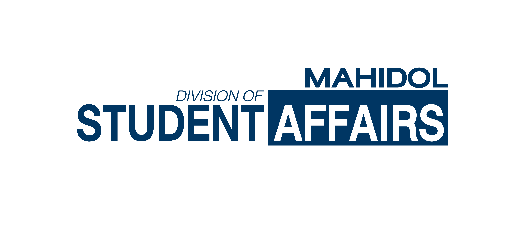 MAHIDOL
DIVISION OF
STUDENT AFFAIRS